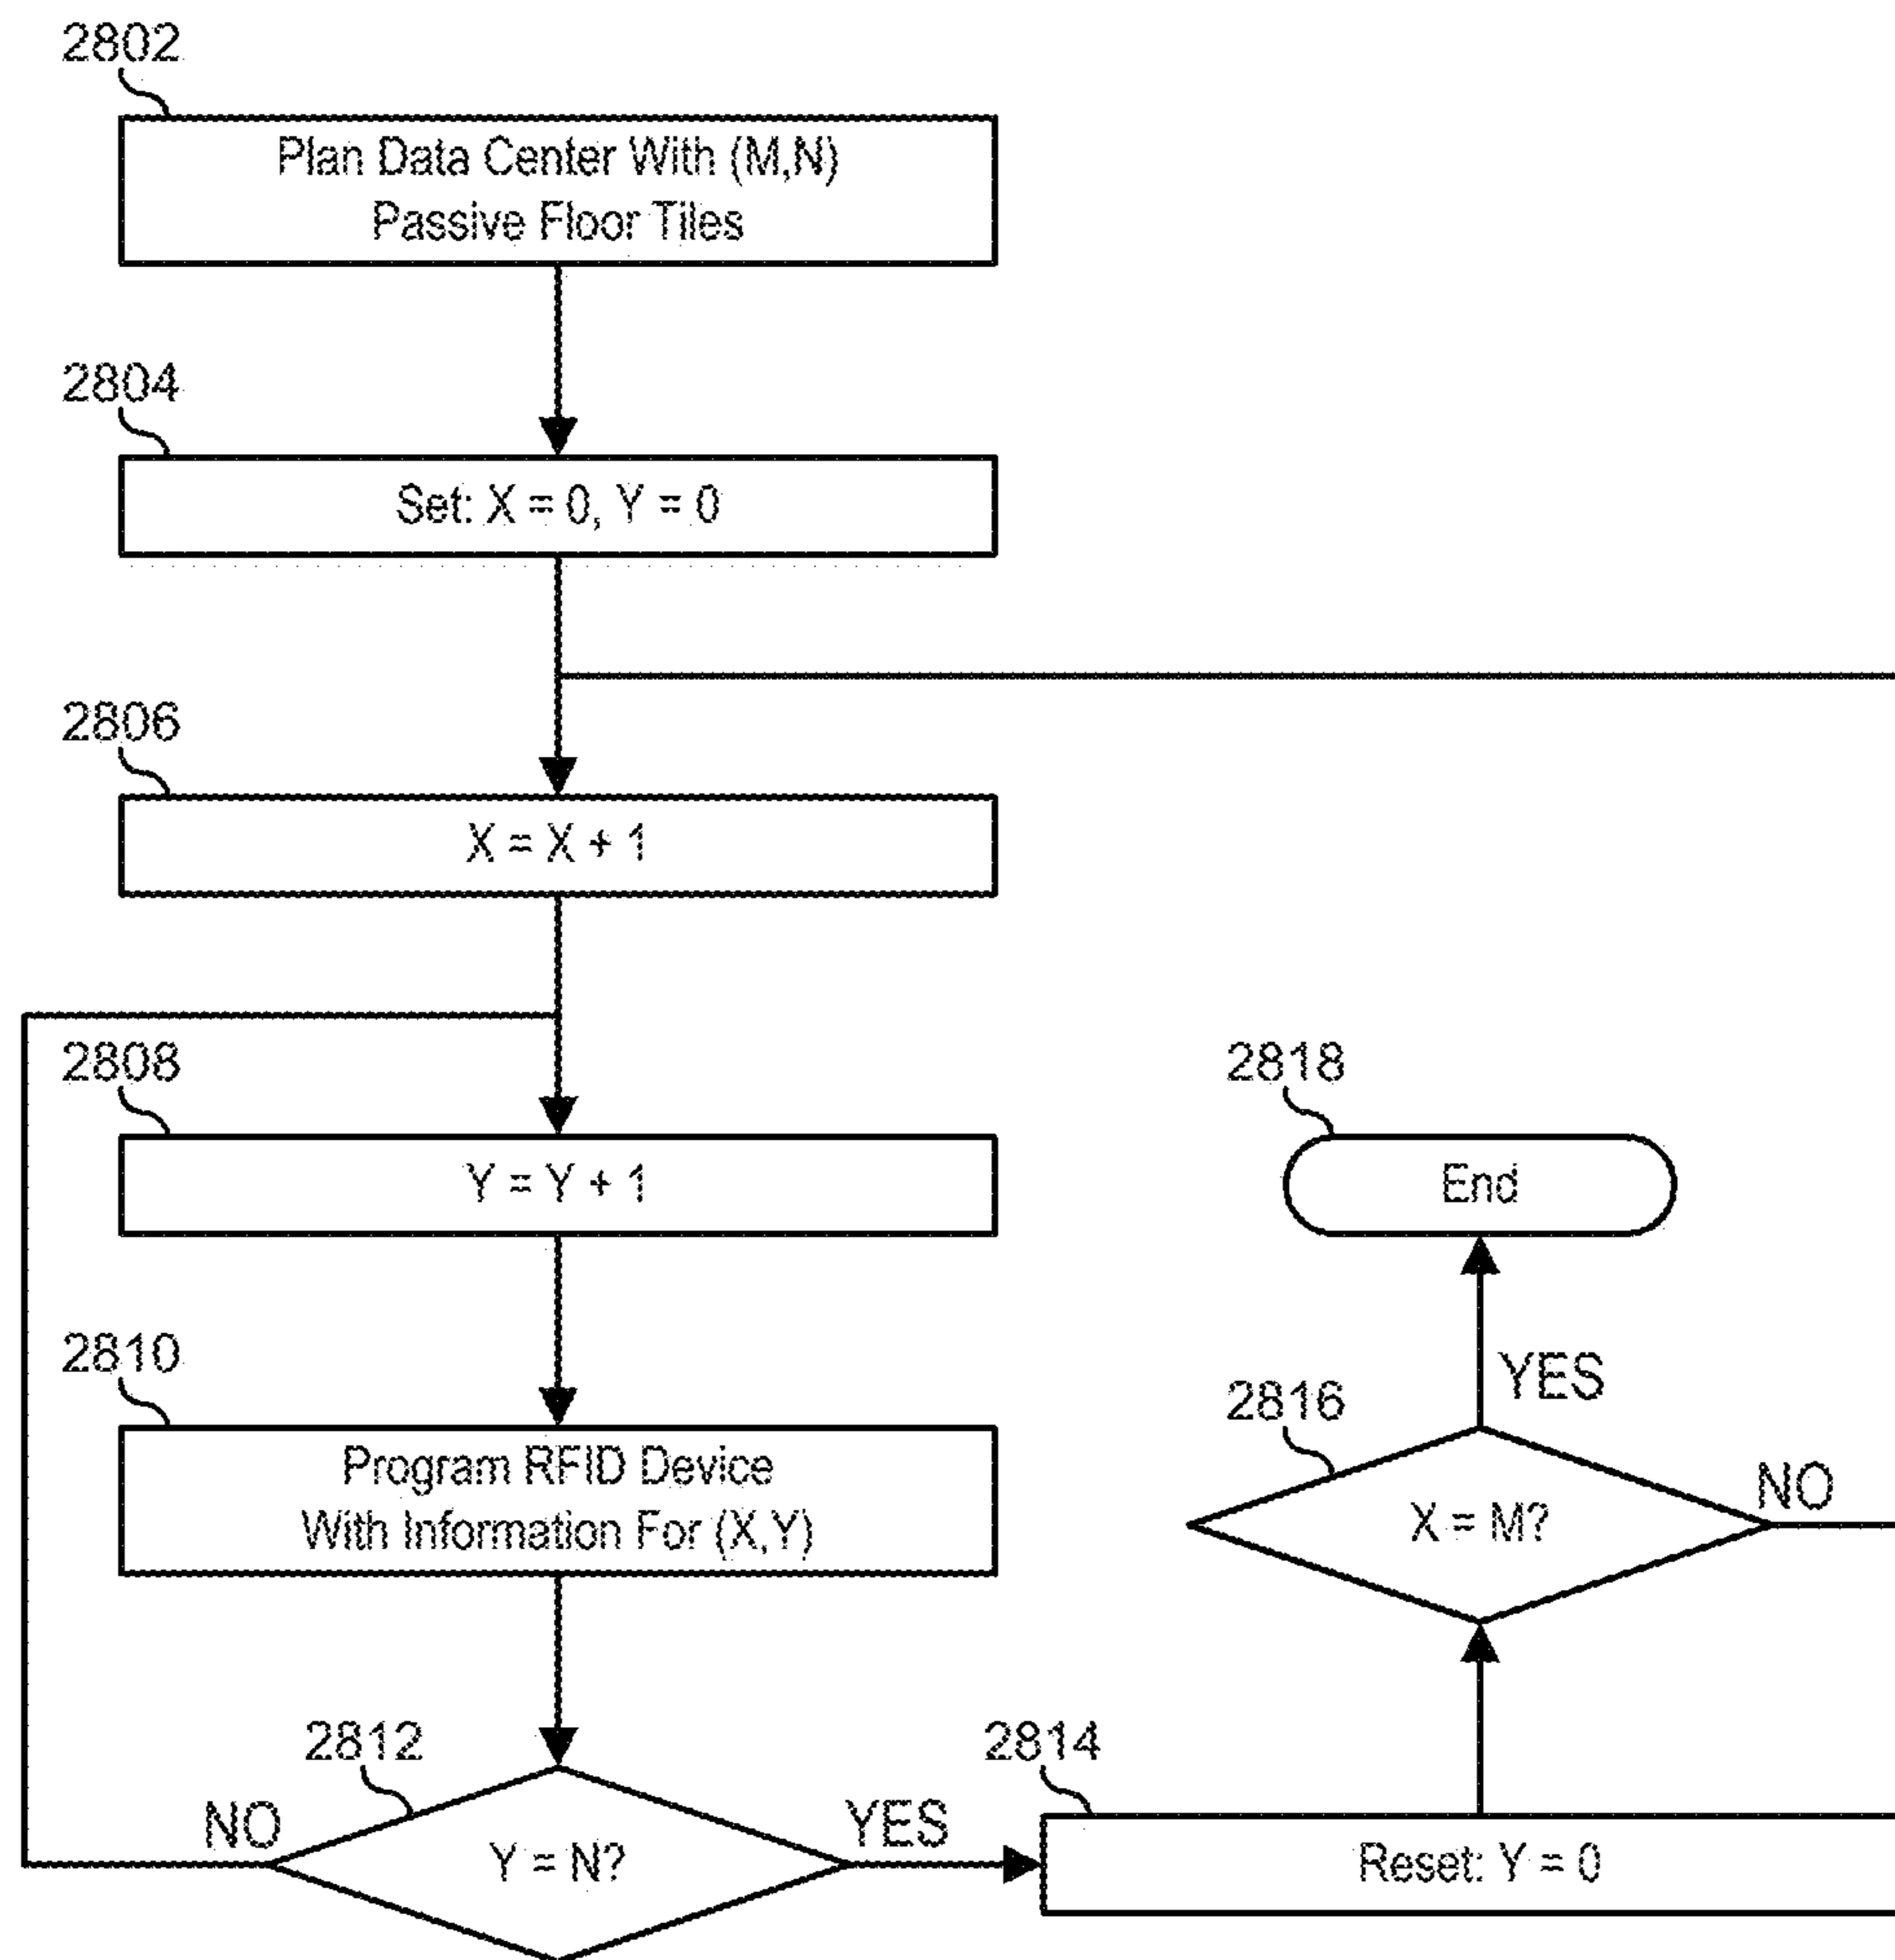 2802
Plan Data Center With (M,N)
Passive Floor Tiles
2804
Set: X = 0, Y = 0
2806
X = X + 1
2808
Y = Y + 1
2818
End
2810
Program RFID Device
With Information For (X,Y)
YES
2816
X = M?
NO
2812
NO
Y = N?
YES
2814
Reset: Y = 0